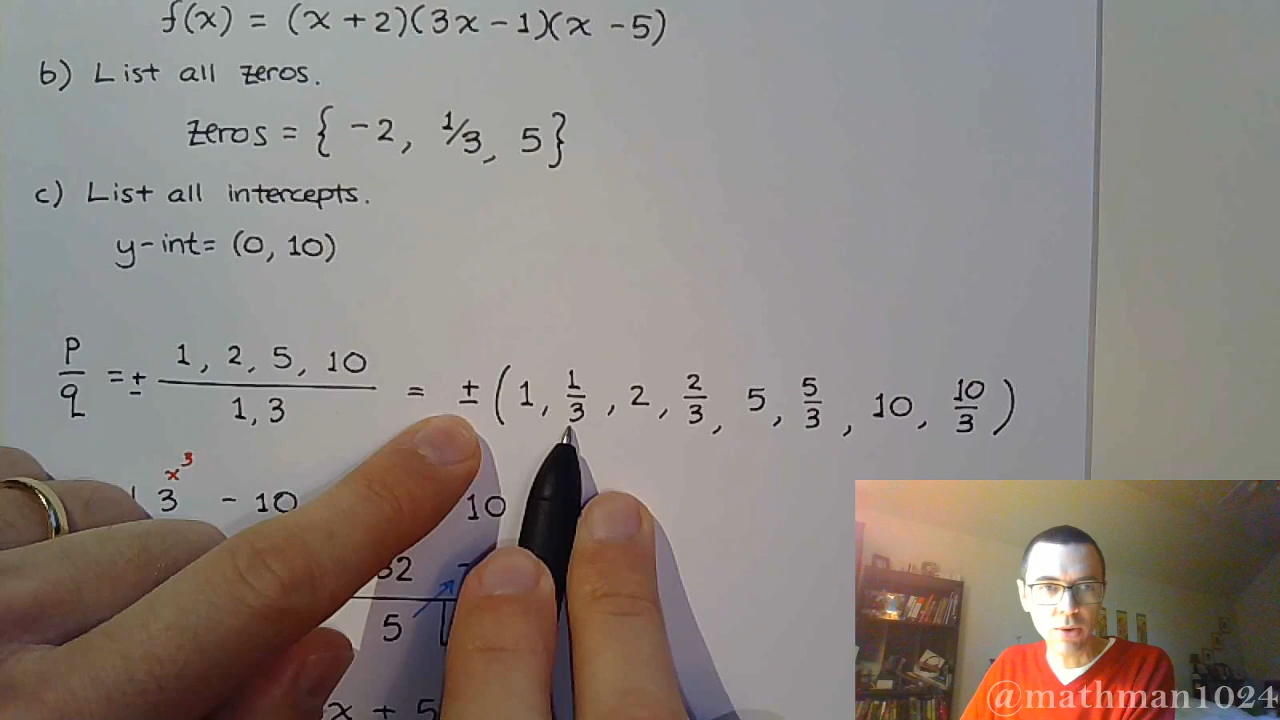 f(x) = (x + 2)(3x - 1)(x - 5)
b) List all zeros.
zeros = { -2, 1/3, 5}
c) List all intercepts.
y-int = (0, 10)
p/q = ± 1, 2, 5, 10 / 1, 3 = ± (1, 1/3, 2, 2/3, 5, 5/3, 10, 10/3)
x³
3 - 10 10
5
x + 5
@mathman1024